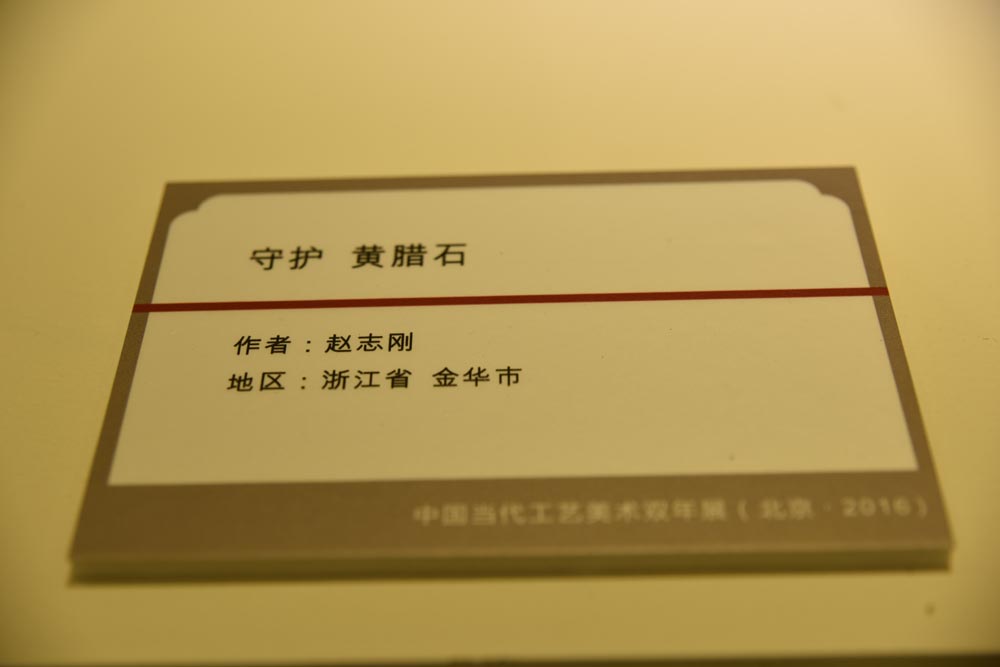 守护 黄腊石
作者：赵志刚
地区：浙江省 金华市
中国当代工艺美术双年展（北京·2016）